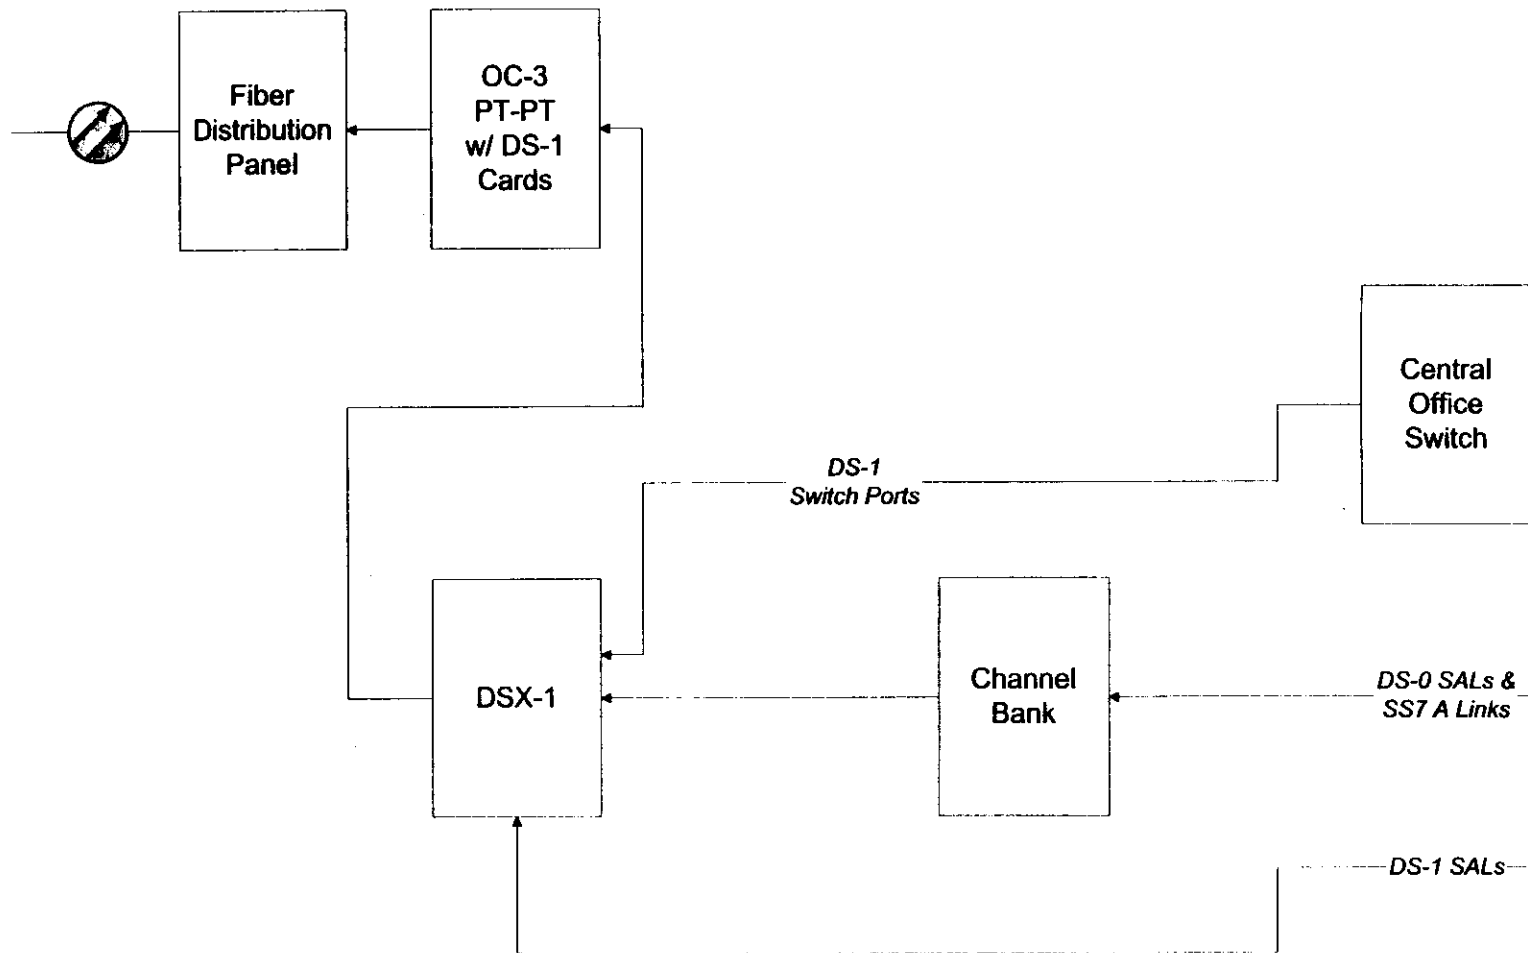 Fiber
Distribution
Panel
OC-3
PT-PT
w/ DS-1
Cards
Central
Office
Switch
DS-1
Switch Ports
DSX-1
Channel
Bank
DS-0 SALs &
SS7 A Links
DS-1 SALs